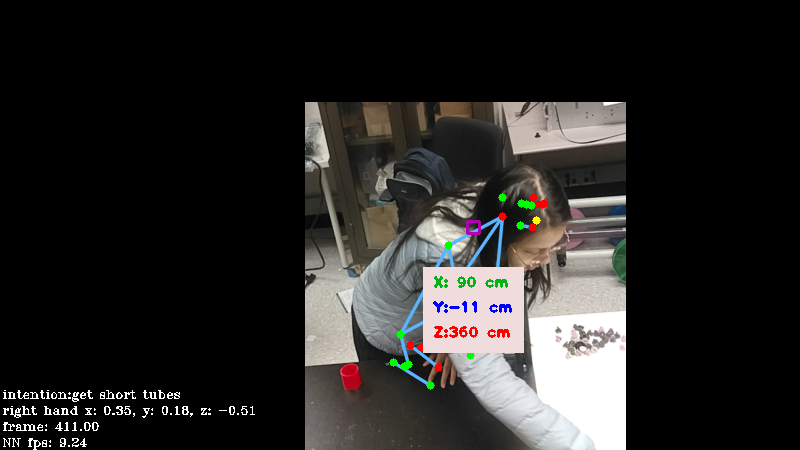 X: 90 cm
Y:-11 cm
Z:360 cm
intention:get short tubes
right hand x: 0.35, y: 0.18, z: -0.51
frame: 411.00
NN fps: 9.24